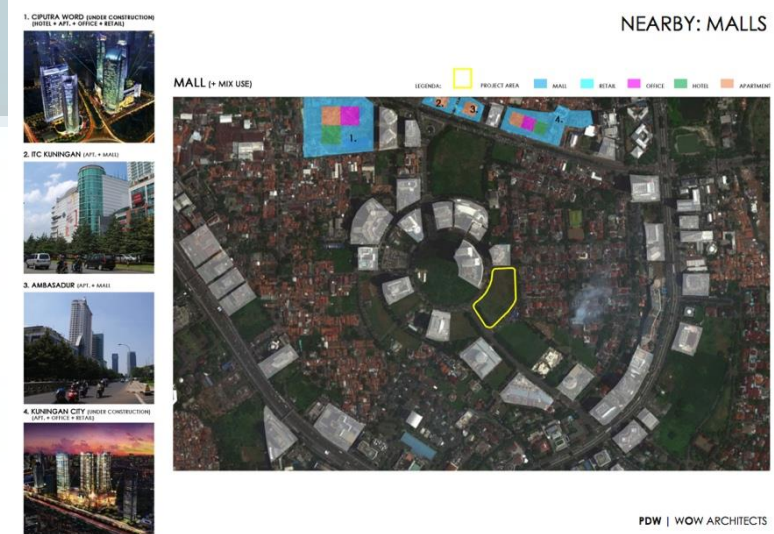 NEARBY: MALLS
1. CIPUTRA WORD (UNDER CONSTRUCTION)
(HOTEL + APT. + OFFICE + RETAIL)
2. ITC KUNINGAN (APT. + MALL)
3. AMBASADUR (APT. + MALL
4. KUNINGAN CITY (UNDER CONSTRUCTION)
(APT. + OFFICE + RETAIL)
MALL (+ MIX USE)
LEGENDA: PROJECT AREA MALL RETAIL OFFICE HOTEL APARTMENT
1.
2.
3.
4.
PDW | WOW ARCHITECTS